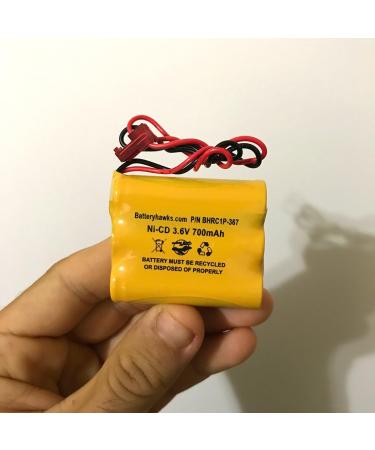 Batteryhawks.com P/N BHRC1P-367
Ni-CD 3.6V 700mAh
BATTERY MUST BE RECYCLED
OR DISPOSED OF PROPERLY